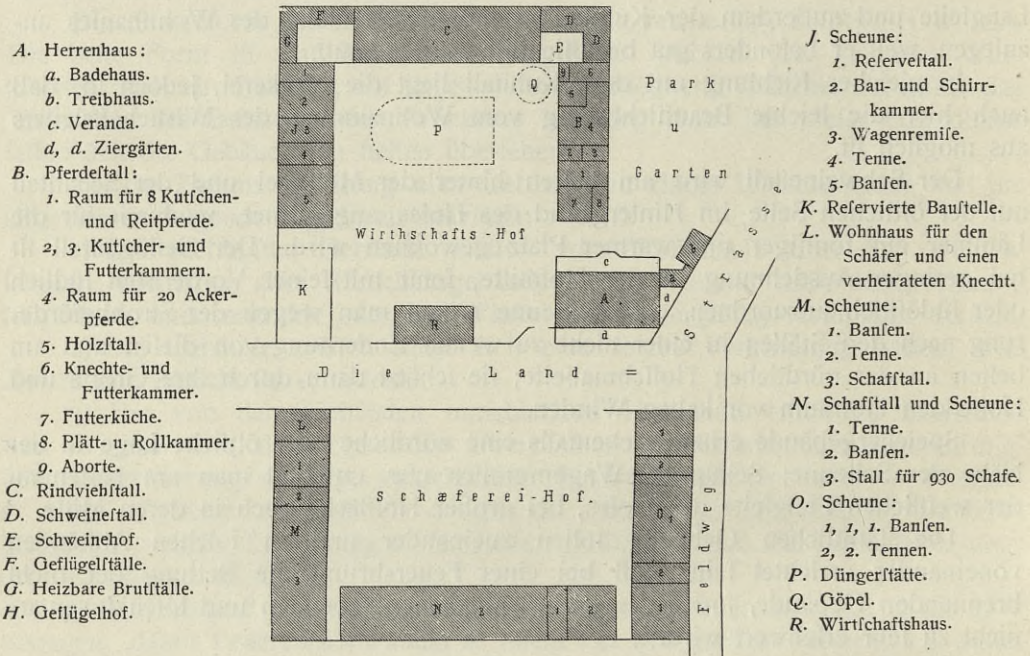 A. Herrenhaus:
a. Badehaus.
b. Treibhaus.
c. Veranda.
d, d. Ziergärten.
B. Pferdeſtall:
1. Raum für 8 Kutſchen-
und Reitpferde.
2, 3. Kutſcher- und
Futterkammern.
4. Raum für 20 Acker-
pferde.
5. Holzſtall.
6. Knechte- und
Futterkammer.
7. Futterküche.
8. Plätt- u. Rollkammer.
9. Aborte.
C. Rindviehſtall.
D. Schweineſtall.
E. Schweinehof.
F. Geflügelſtälle.
G. Heizbare Brutſtälle.
H. Geflügelhof.
G
C
D
E
Q
P
Park
u
Garten
Wirthschafts-Hof
K
R
A.
c
d
d
Strasse
Die Land=
L
M
Schæferei-Hof.
N
O
Feldweg
J. Scheune:
1. Reſerveſtall.
2. Bau- und Schirr-
kammer.
3. Wagenremiſe.
4. Tenne.
5. Banſen.
K. Reſervierte Bauſtelle.
L. Wohnhaus für den
Schäfer und einen
verheirateten Knecht.
M. Scheune:
1. Banſen.
2. Tenne.
3. Schafſtall.
N. Schafſtall und Scheune:
1. Tenne.
2. Banſen.
3. Stall für 930 Schafe.
O. Scheune:
1, 1, 1. Banſen.
2, 2. Tennen.
P. Düngerſtätte.
Q. Göpel.
R. Wirtſchaftshaus.